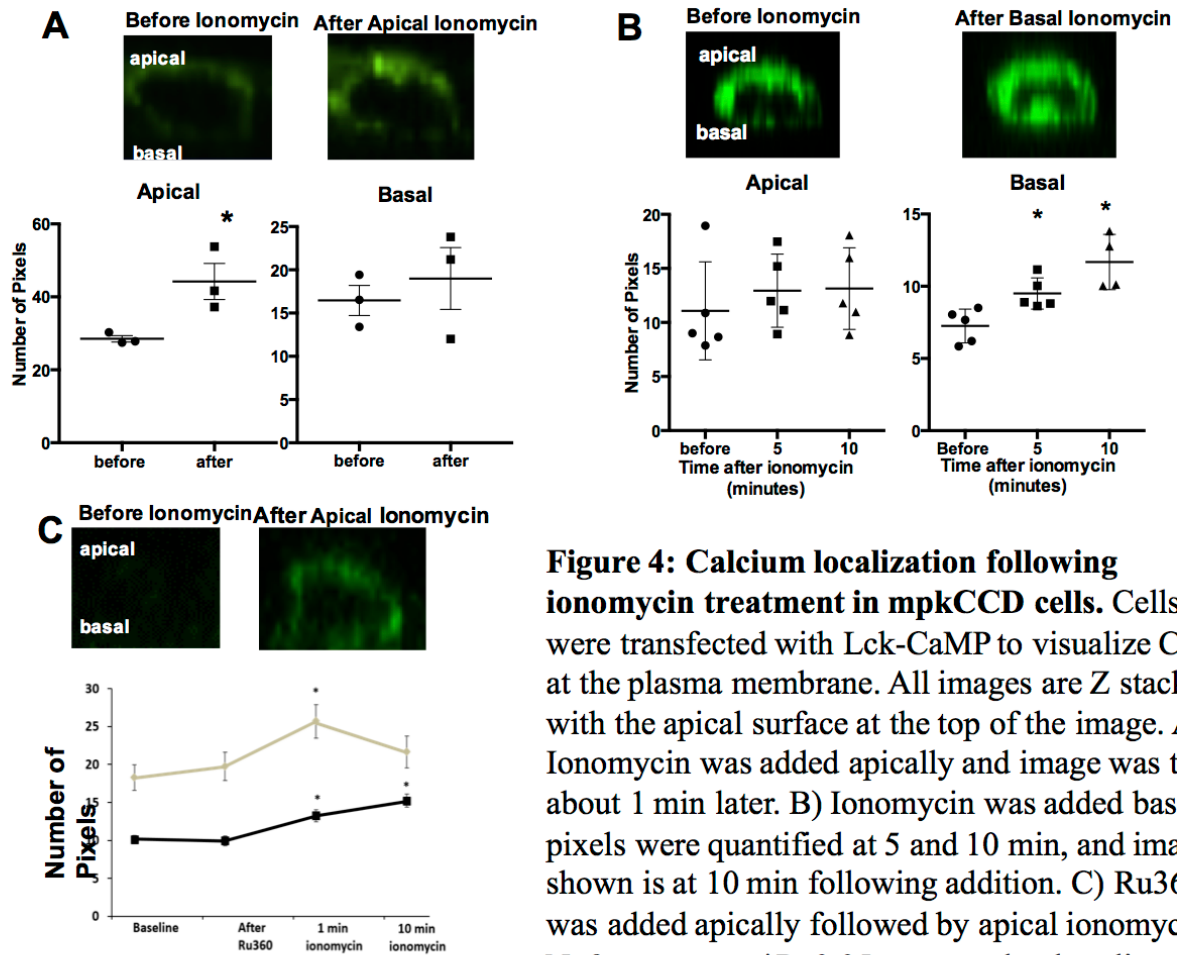 A
Before Ionomycin
After Apical Ionomycin
apical
basal
Apical
Basal
Number of Pixels
60
40
20
0
before
after
*
25
20
15
10
5
0
before
after
B
Before Ionomycin
After Basal Ionomycin
apical
basal
Apical
Basal
Number of Pixels
20
15
10
5
0
before
5
10
Time after ionomycin
(minutes)
15
10
5
0
*
*
Before
5
10
Time after ionomycin
(minutes)
C
Before Ionomycin
After Apical Ionomycin
apical
basal
Number of
Pixels
30
25
20
15
10
5
0
*
*
*
Baseline
After
Ru360
1 min
ionomycin
10 min
ionomycin
Figure 4: Calcium localization following
ionomycin treatment in mpkCCD cells. Cells
were transfected with Lck-CaMP to visualize
at the plasma membrane. All images are Z
with the apical surface at the top of the image.
Ionomycin was added apically and image was
about 1 min later. B) Ionomycin was added
pixels were quantified at 5 and 10 min, and
shown is at 10 min following addition. C)
was added apically followed by apical